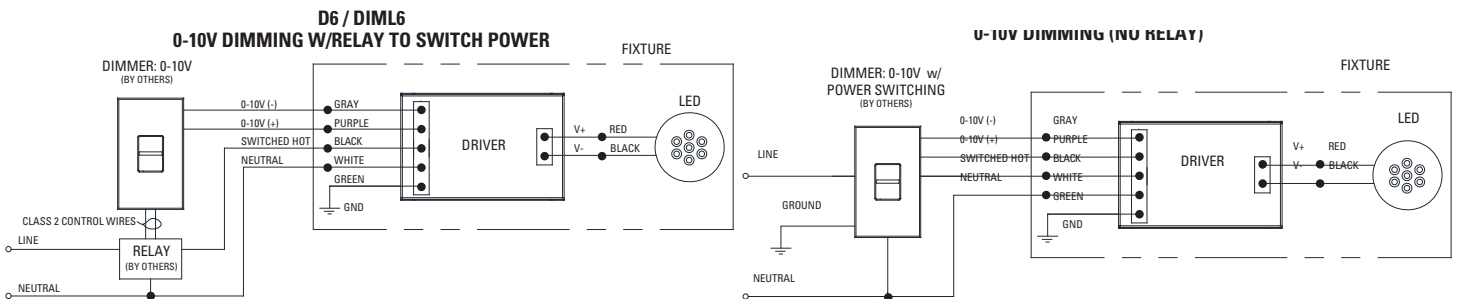 D6 / DIML6
0-10V DIMMING W/RELAY TO SWITCH POWER
FIXTURE
DIMMER: 0-10V
(BY OTHERS)
0-10V (-)
GRAY
0-10V (+)
PURPLE
SWITCHED HOT
BLACK
NEUTRAL
WHITE
GREEN
GND
DRIVER
V+
RED
V-
BLACK
LED
CLASS 2 CONTROL WIRES
LINE
RELAY
(BY OTHERS)
NEUTRAL
0-10V DIMMING (NO RELAY)
FIXTURE
DIMMER: 0-10V w/
POWER SWITCHING
(BY OTHERS)
0-10V (-)
GRAY
0-10V (+)
PURPLE
SWITCHED HOT
BLACK
NEUTRAL
WHITE
GREEN
GND
DRIVER
V+
RED
V-
BLACK
LED
LINE
GROUND
NEUTRAL